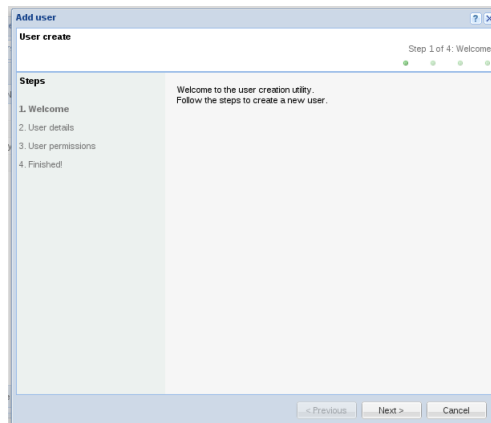 Add user
?
User create
Step 1 of 4: Welcome
Steps
Welcome to the user creation utility.
Follow the steps to create a new user.
1. Welcome
2. User details
3. User permissions
4. Finished!
< Previous
Next >
Cancel